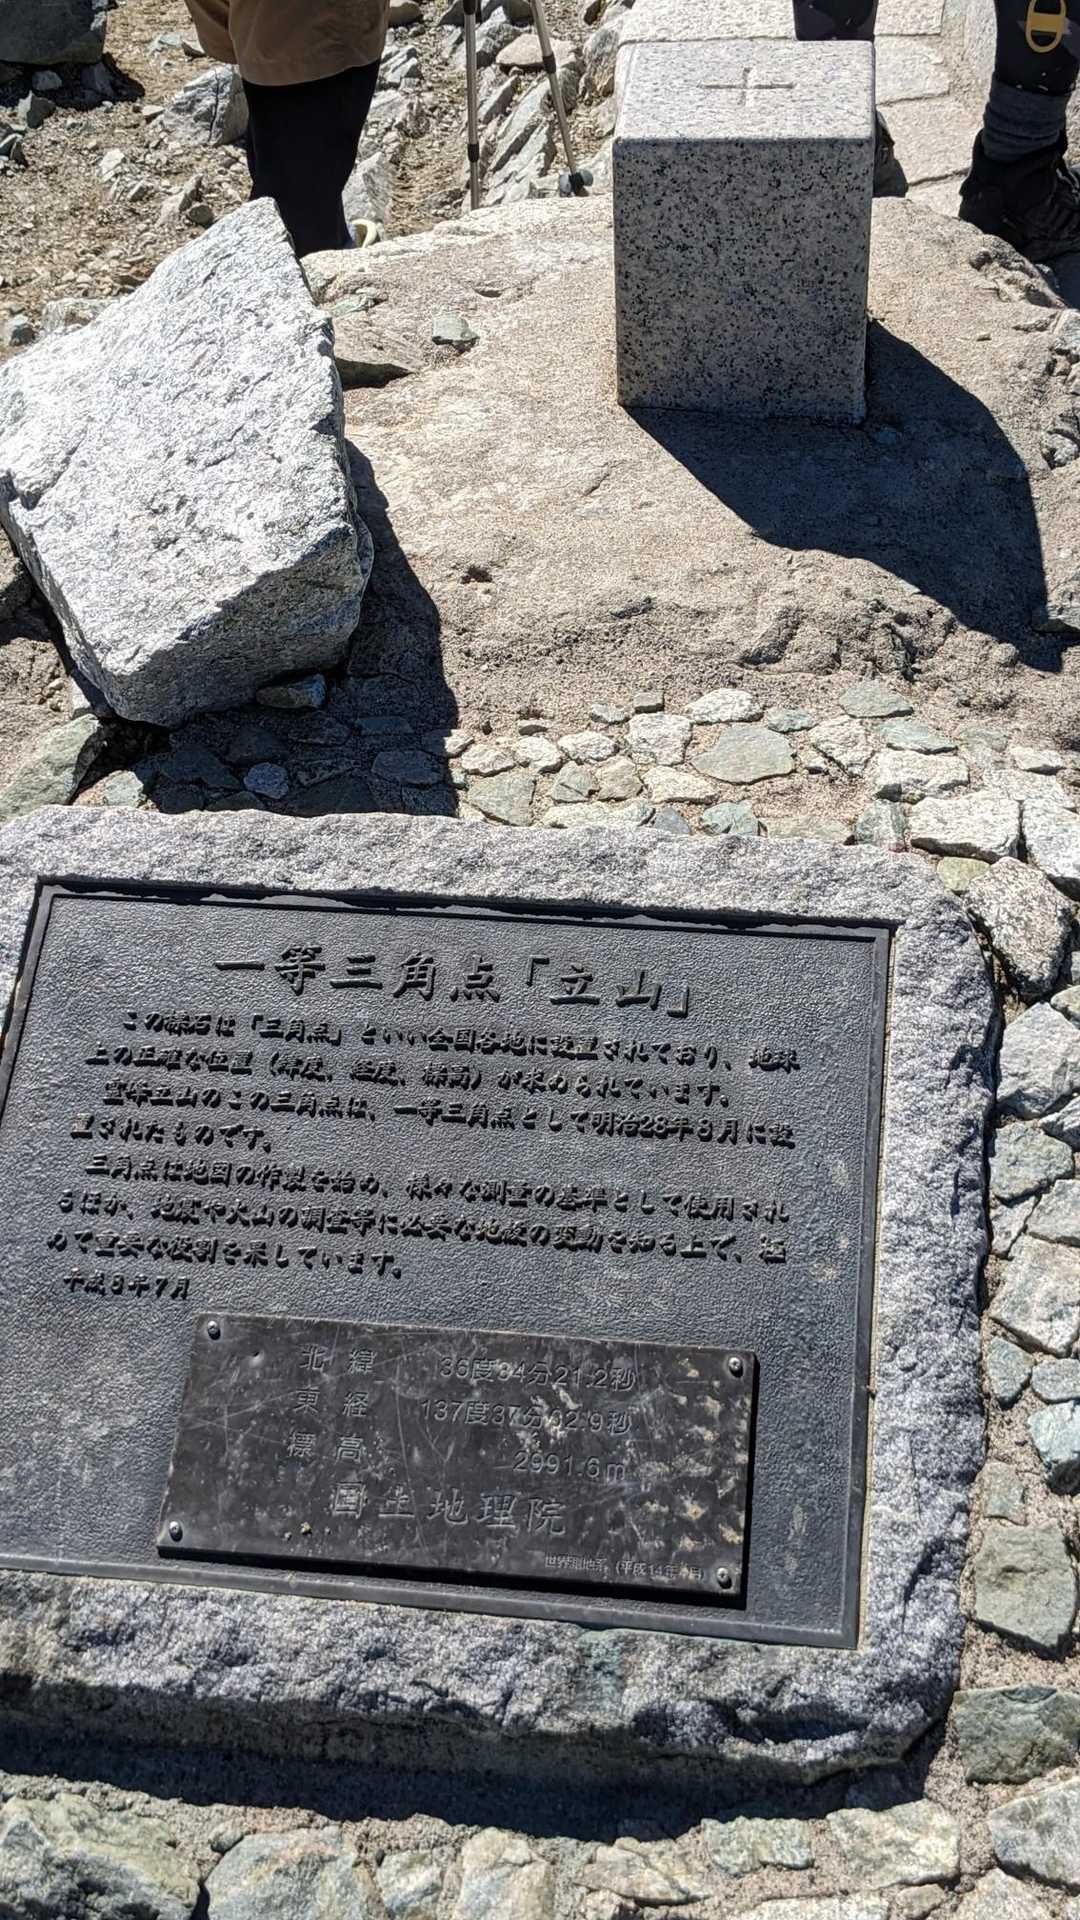 一等三角点「立山」
この標石は「三角点」といい全国各地に設置されており、地球
上の正確な位置（緯度、経度、標高）が求められています。
霊峰立山のこの三角点は、一等三角点として明治28年8月に設
置されたものです。
三角点は地図の作製を始め、様々な測量の基準として使用され
るほか、地震や火山の調査等に必要な地殻の変動を知る上で、極
めて重要な役割を果しています。
平成8年7月
北緯 36度34分21.2秒
東経 137度37分02.9秒
標高 2991.6m
国土地理院
世界測地系 (平成14年4月)